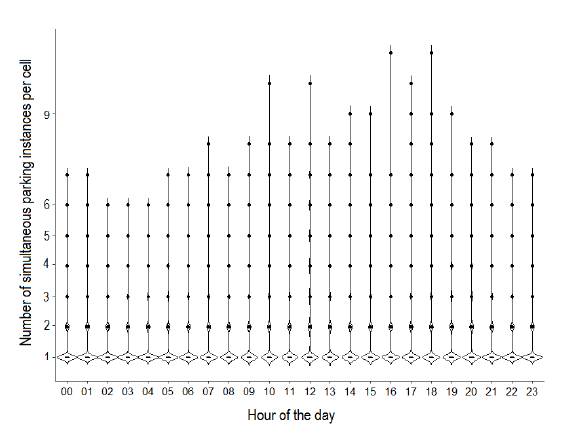 Number of simultaneous parking instances per cell
9
6
5
4
3
2
1
00 01 02 03 04 05 06 07 08 09 10 11 12 13 14 15 16 17 18 19 20 21 22 23
Hour of the day